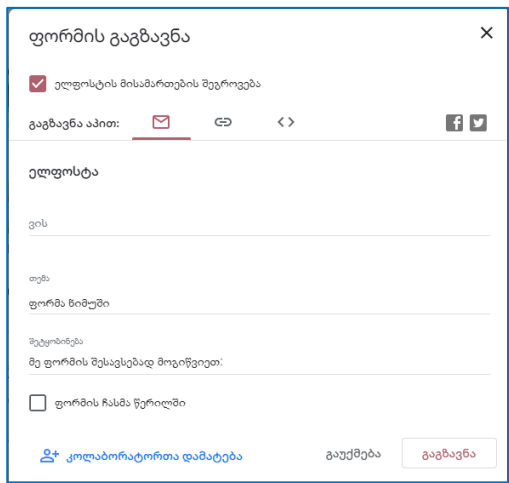 ფორმის გაგზავნა
ელფოსტის მისამართების შეგროვება
გაგზავნა აპით:
ელფოსტა
ვის
თემა
ფორმა ნიმუში
შეტყობინება
მე ფორმის შესავსებად მოგიწვიეთ:
ფორმის ჩასმა წერილში
კოლაბორატორთა დამატება
გაუქმება
გაგზავნა